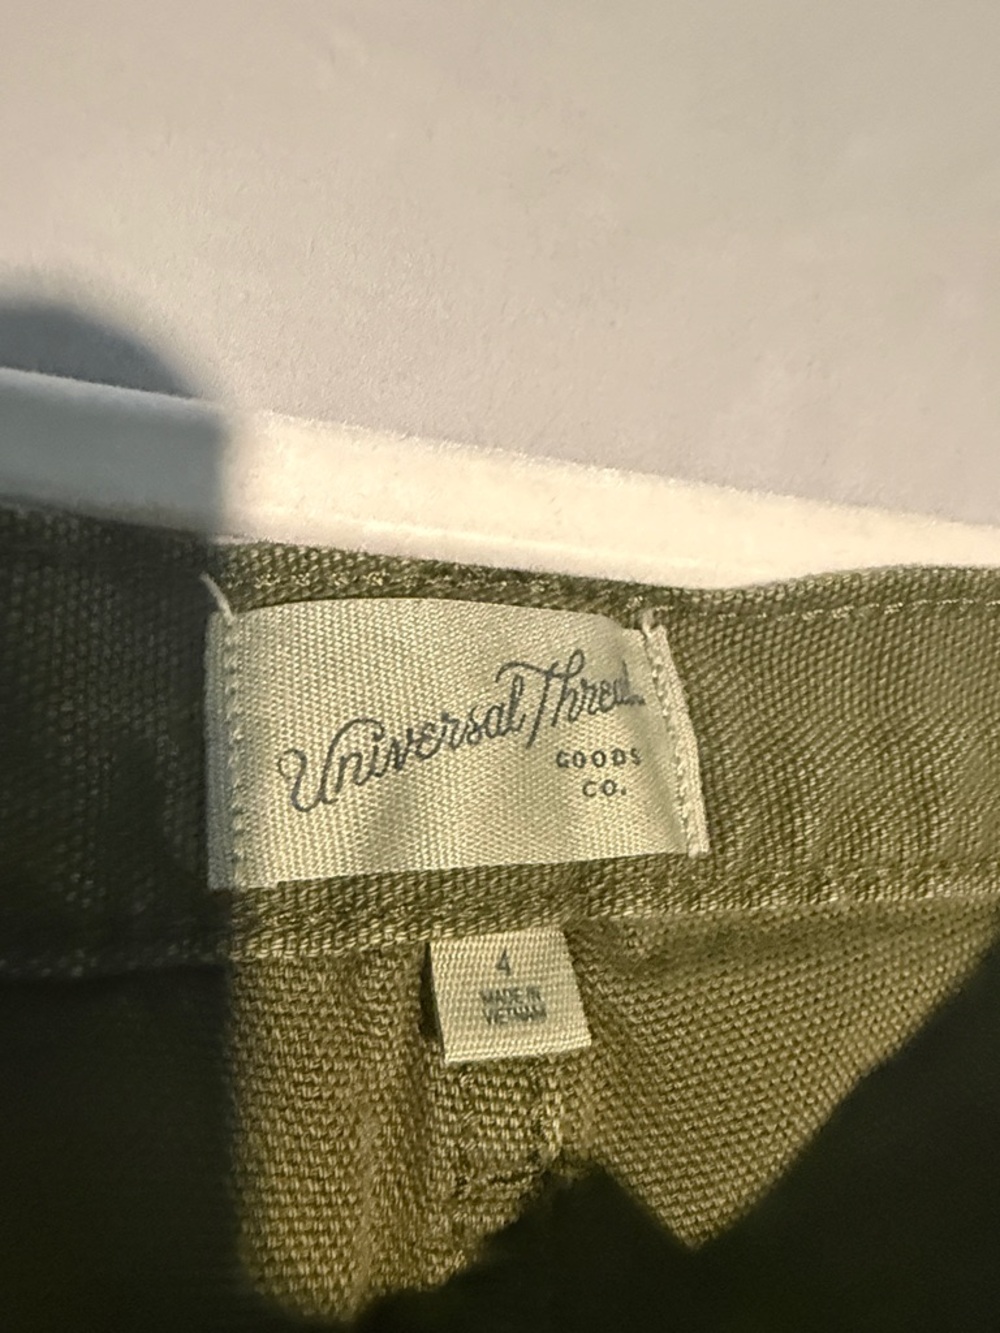 Universal Thread
GOODS
CO.
4
MADE IN
VIETNAM